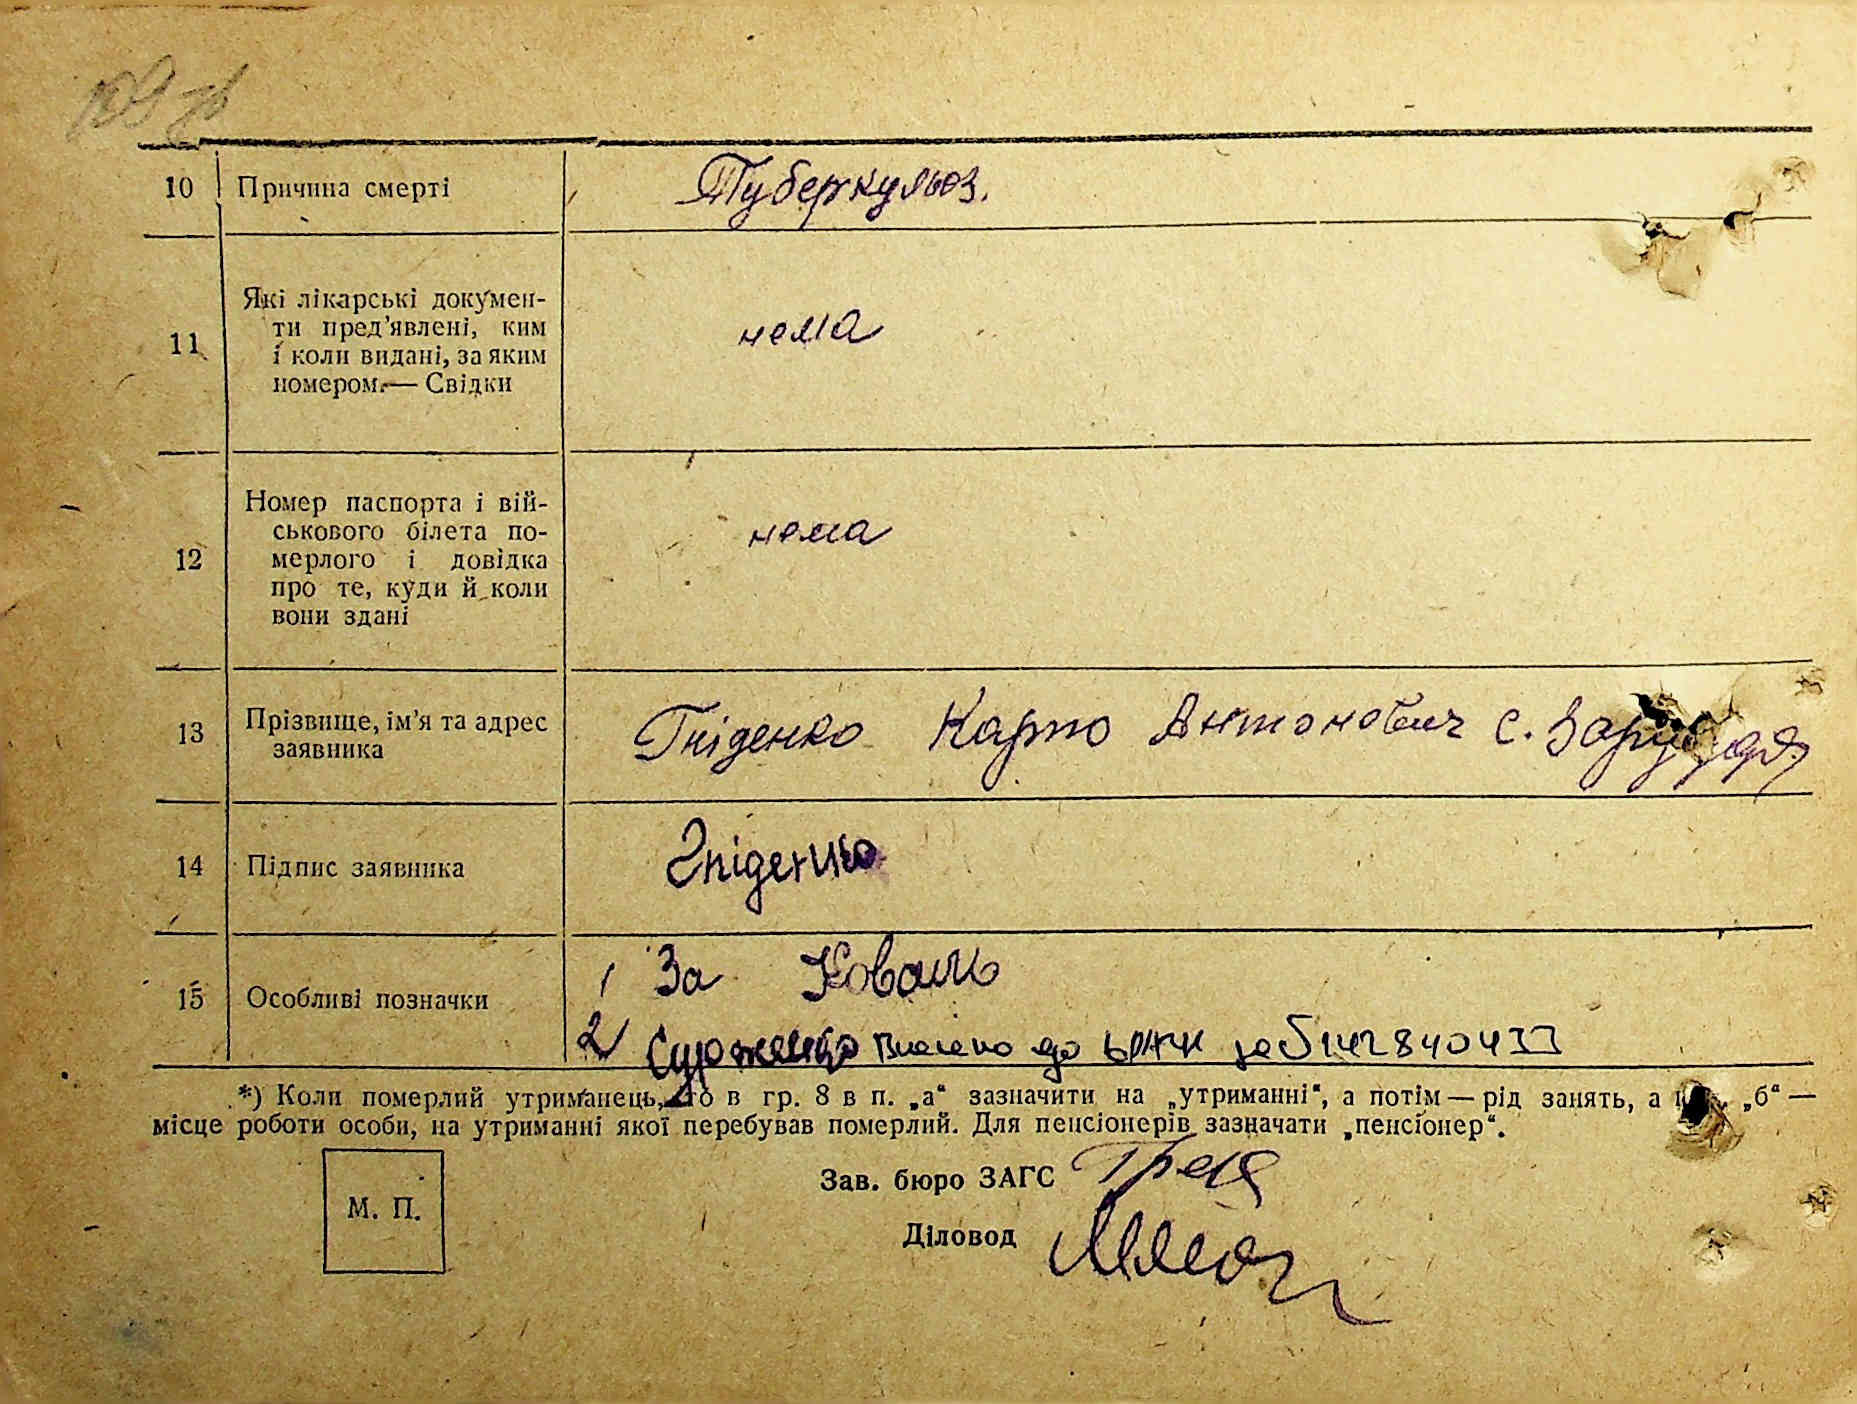 109 зв
10 Причина смерті Туберкульоз.
11 Які лікарські докумен-
ти пред’явлені, ким
і коли видані, за яким
номером.— Свідки
нема
12 Номер паспорта і вій-
ськового білета по-
мерлого і довідка
про те, куди й коли
вони здані
нема
13 Прізвище, ім’я та адрес
заявника
Гніденко Карпо Антонович с.
14 Підпис заявника Гніденко
15 Особливі позначки
1 За Коваль
2 Внесено до за 5142840433
*) Коли померлий утриманець, то в гр. 8 в п. „а“ зазначити на „утриманні“, а потім — рід занять, а „б“ —
місце роботи особи, на утриманні якої перебував померлий. Для пенсіонерів зазначати „пенсіонер“.
М. П.
Зав. бюро ЗАГС
Діловод